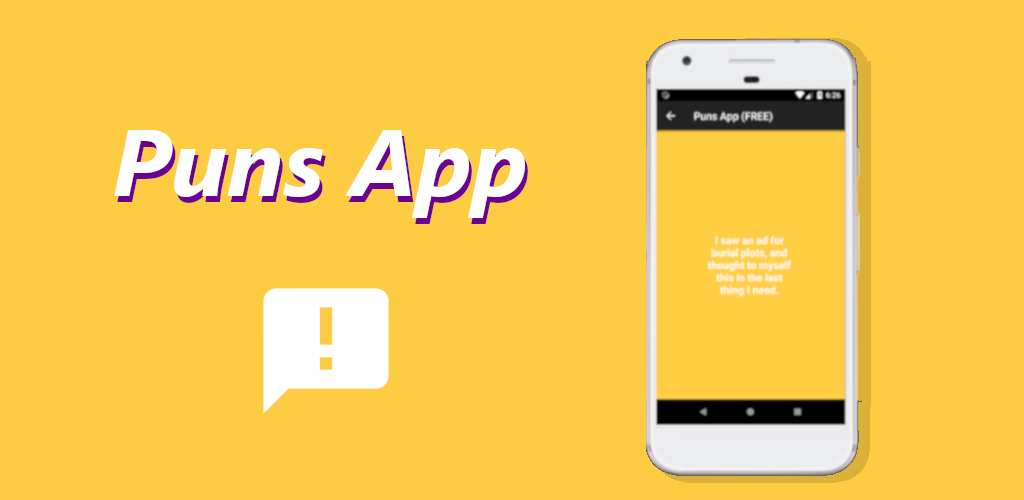 Puns App
6:26
Puns App (FREE)
I saw an ad for
burial plots, and
thought to myself
this is the last
thing I need.